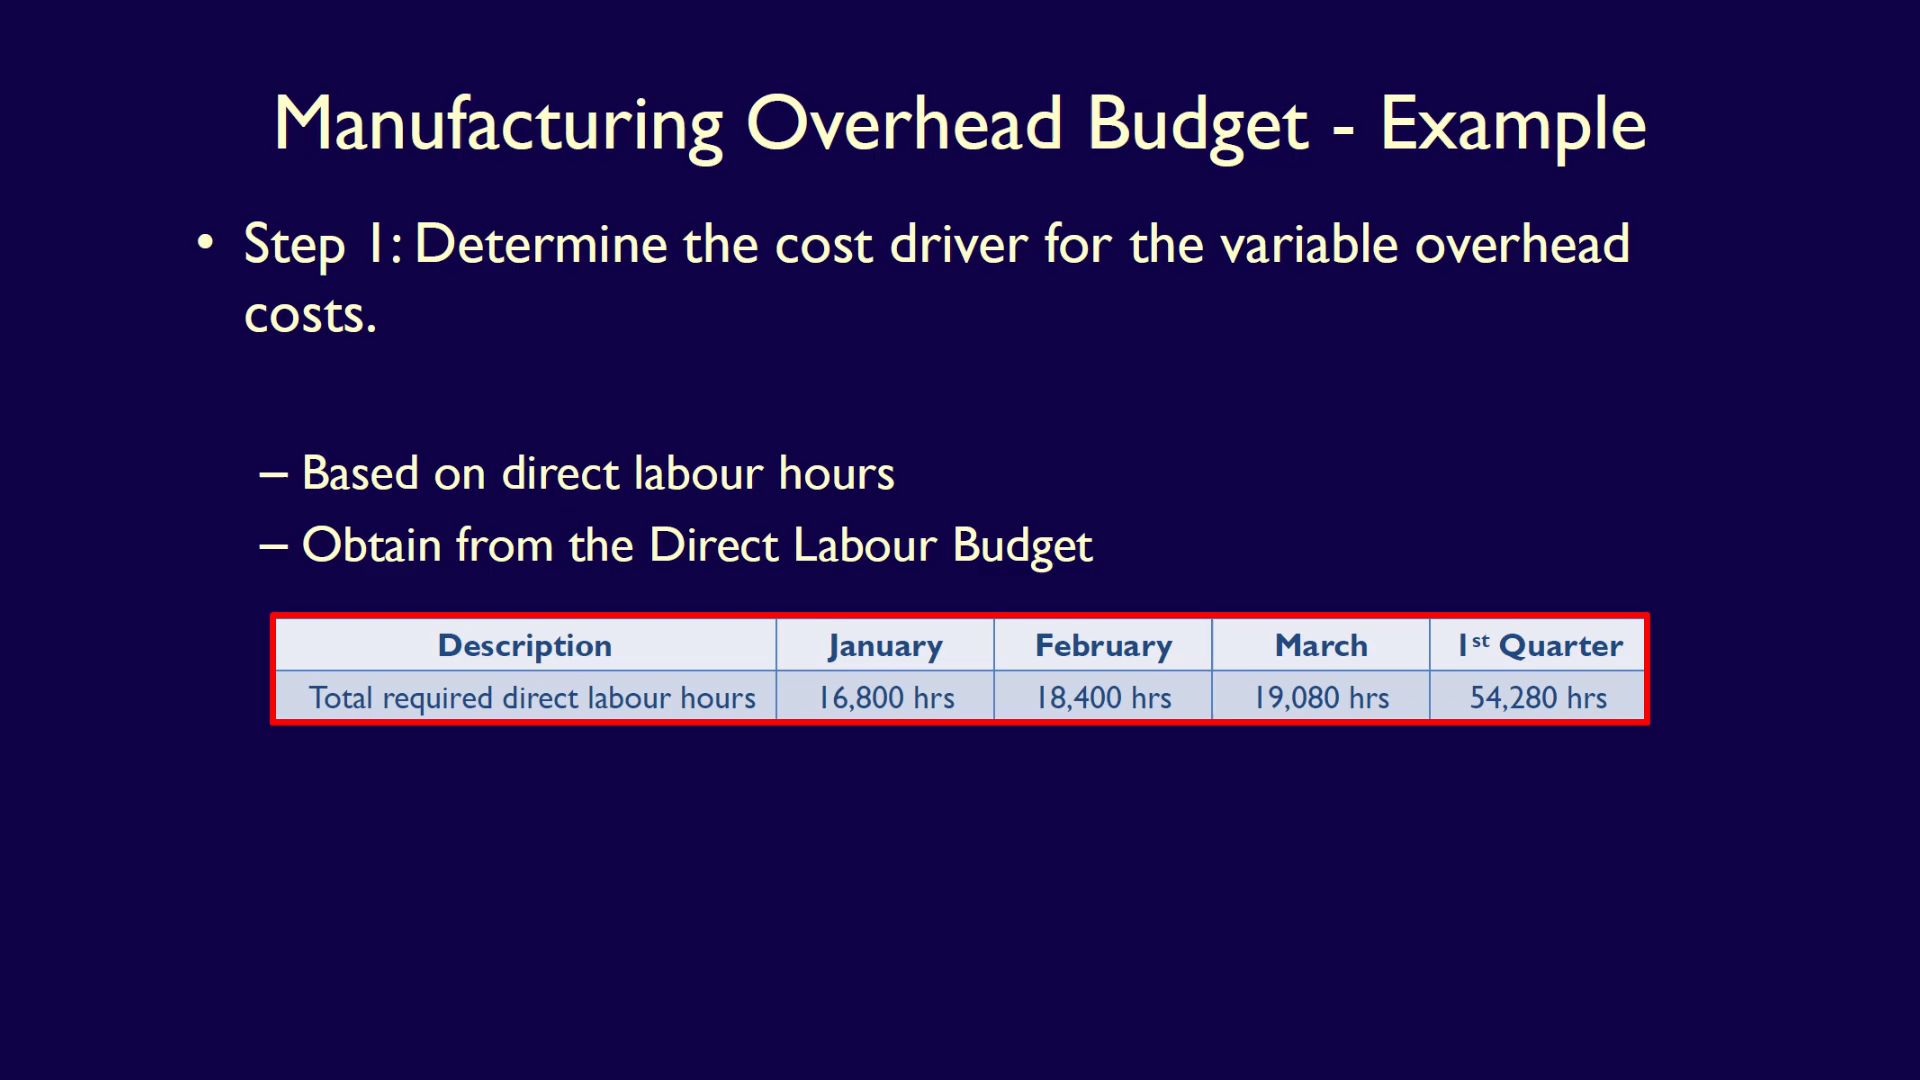 Manufacturing Overhead Budget - Example
• Step 1: Determine the cost driver for the variable overhead
costs.
– Based on direct labour hours
– Obtain from the Direct Labour Budget
Description January February March 1st Quarter
Total required direct labour hours 16,800 hrs 18,400 hrs 19,080 hrs 54,280 hrs